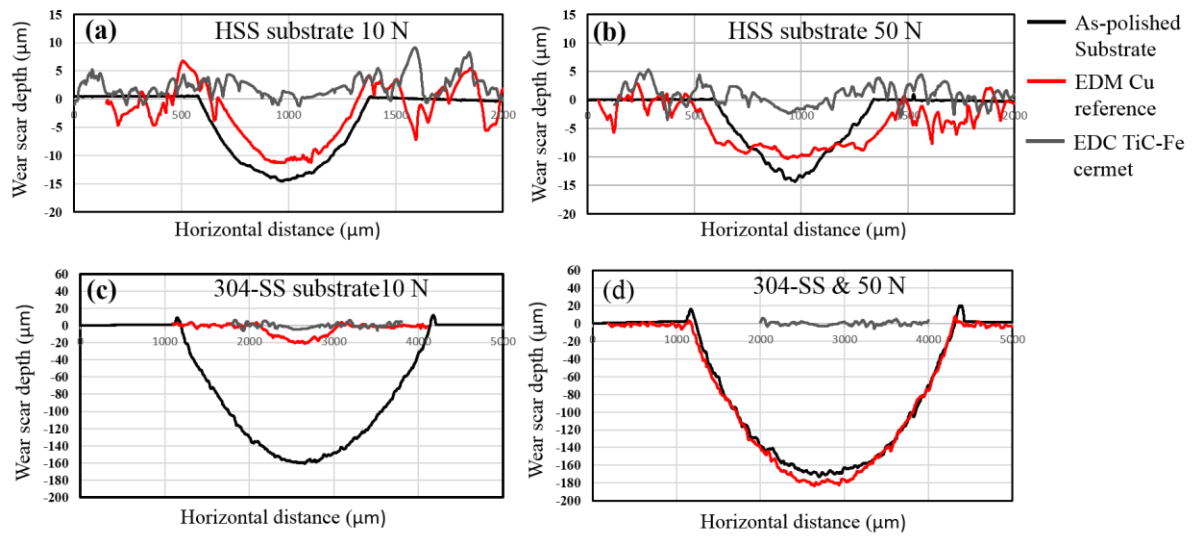 (a) HSS substrate 10 N
Wear scar depth (μm)
15
10
5
0
-5
-10
-15
-20
0 500 1000 1500 2000
Horizontal distance (μm)
(b) HSS substrate 50 N
Wear scar depth (μm)
15
10
5
0
-5
-10
-15
-20
0 500 1000 1500 2000
Horizontal distance (μm)
As-polished
Substrate
EDM Cu
reference
EDC TiC-Fe
cermet
(c) 304-SS substrate10 N
Wear scar depth (μm)
60
40
20
0
-20
-40
-60
-80
-100
-120
-140
-160
-180
-200
0 1000 2000 3000 4000 5000
Horizontal distance (μm)
(d) 304-SS & 50 N
Wear scar depth (μm)
60
40
20
0
-20
-40
-60
-80
-100
-120
-140
-160
-180
-200
0 1000 2000 3000 4000 5000
Horizontal distance (μm)